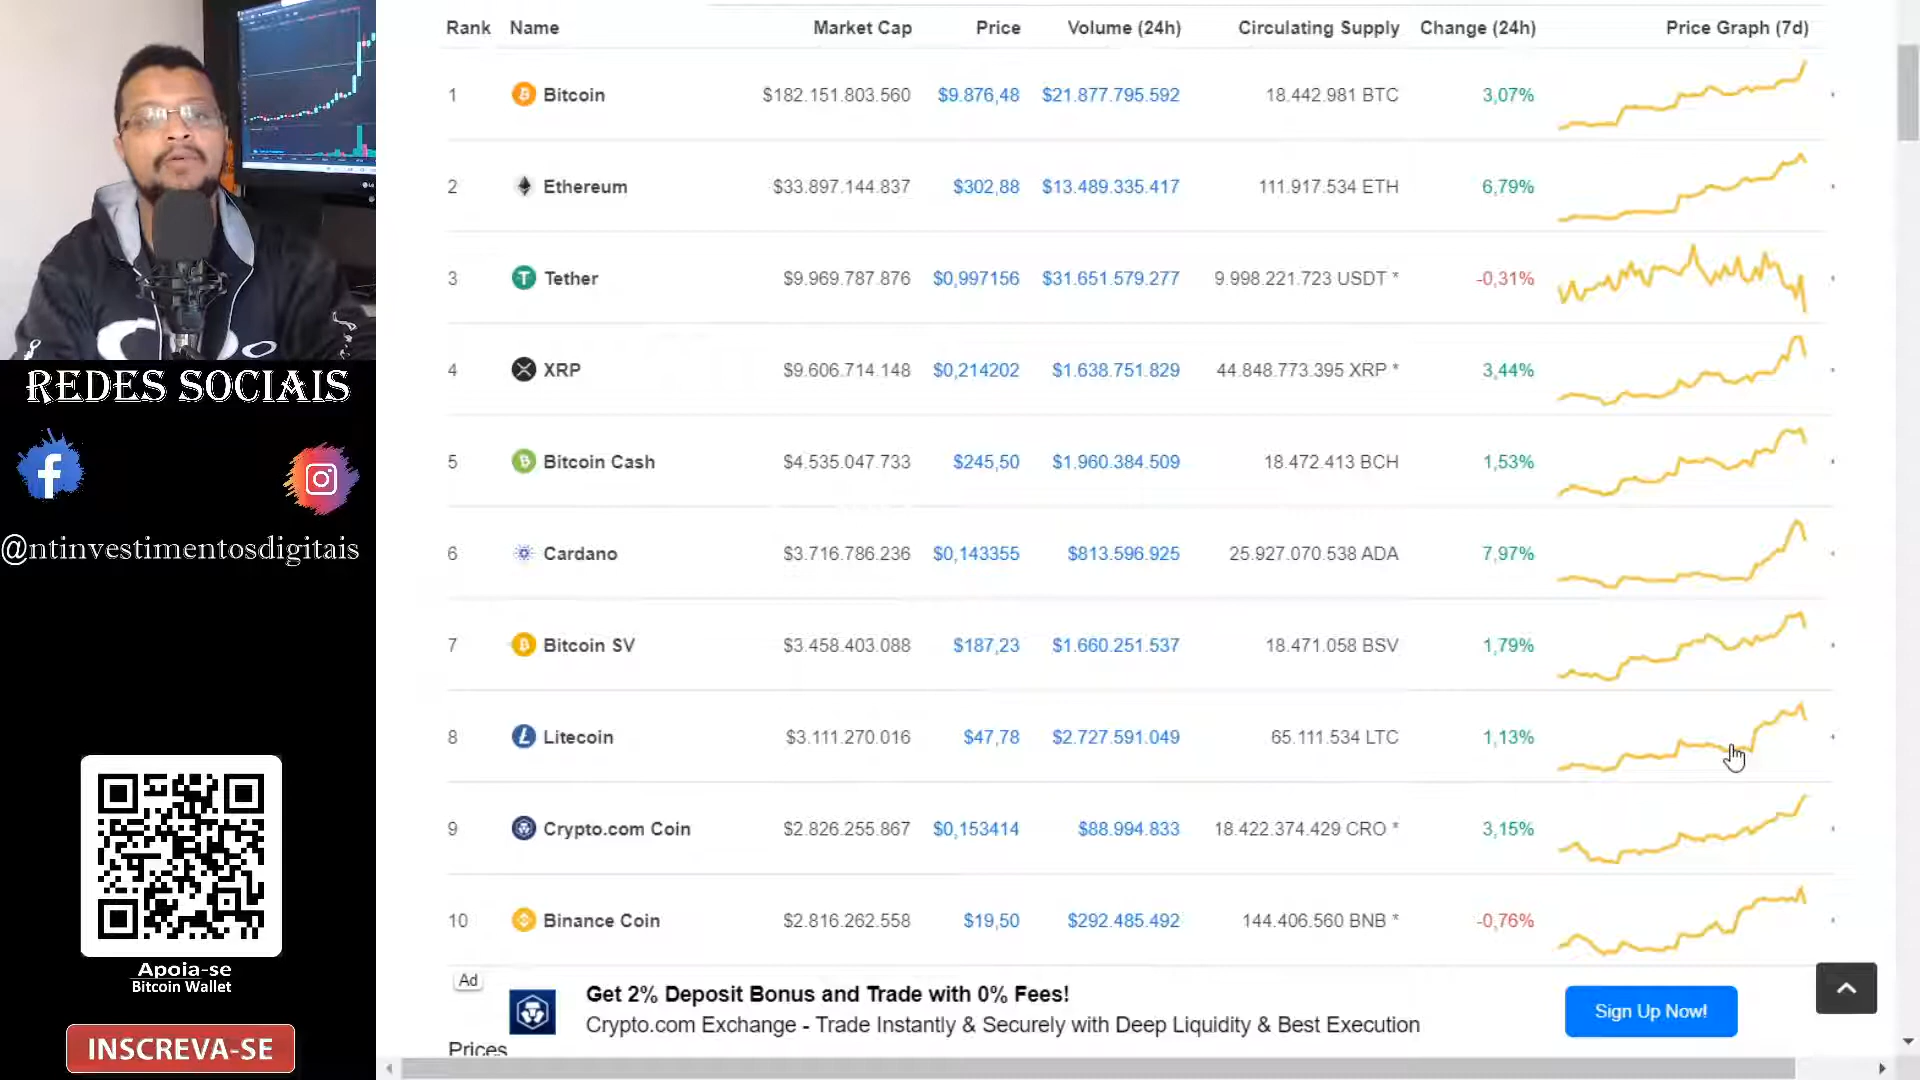 Rank Name Market Cap Price Volume (24h) Circulating Supply Change (24h) Price Graph (7d)
1 Bitcoin $182.151.803.560 $9.876,48 $21.877.795.592 18.442.981 BTC 3,07%
2 Ethereum $33.897.144.837 $302,88 $13.489.335.417 111.917.534 ETH 6,79%
3 Tether $9.969.787.876 $0,997156 $31.651.579.277 9.998.221.723 USDT * -0,31%
4 XRP $9.606.714.148 $0,214202 $1.638.751.829 44.848.773.395 XRP * 3,44%
5 Bitcoin Cash $4.535.047.733 $245,50 $1.960.384.509 18.472.413 BCH 1,53%
6 Cardano $3.716.786.236 $0,143355 $813.596.925 25.927.070.538 ADA 7,97%
7 Bitcoin SV $3.458.403.088 $187,23 $1.660.251.537 18.471.058 BSV 1,79%
8 Litecoin $3.111.270.016 $47,78 $2.727.591.049 65.111.534 LTC 1,13%
9 Crypto.com Coin $2.826.255.867 $0,153414 $88.994.833 18.422.374.429 CRO * 3,15%
10 Binance Coin $2.816.262.558 $19,50 $292.485.492 144.406.560 BNB * -0,76%
Ad
Get 2% Deposit Bonus and Trade with 0% Fees!
Crypto.com Exchange - Trade Instantly & Securely with Deep Liquidity & Best Execution
Sign Up Now!
Prices
REDES SOCIAIS
@ntinvestimentosdigitais
Apoia-se
Bitcoin Wallet
INSCREVA-SE